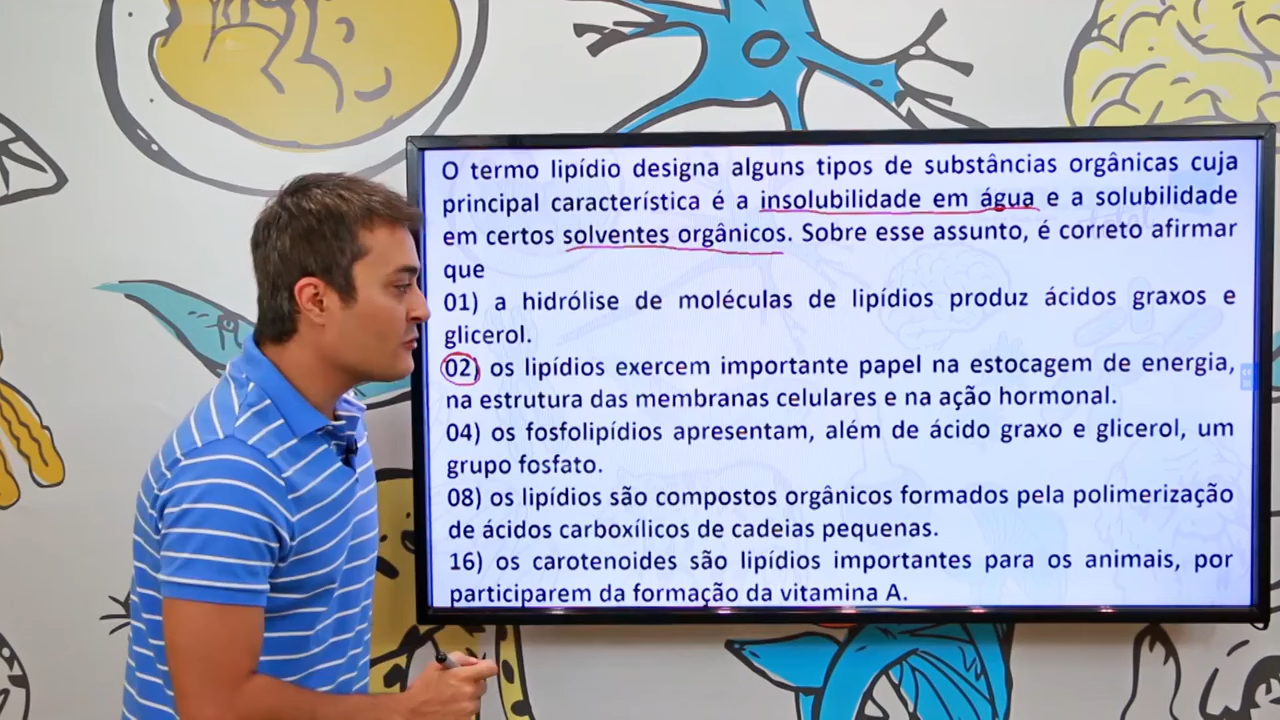 O termo lipídio designa alguns tipos de substâncias orgânicas cuja
principal característica é a insolubilidade em água e a solubilidade
em certos solventes orgânicos. Sobre esse assunto, é correto afirmar
que
01) a hidrólise de moléculas de lipídios produz ácidos graxos e
glicerol.
02) os lipídios exercem importante papel na estocagem de energia,
na estrutura das membranas celulares e na ação hormonal.
04) os fosfolipídios apresentam, além de ácido graxo e glicerol, um
grupo fosfato.
08) os lipídios são compostos orgânicos formados pela polimerização
de ácidos carboxílicos de cadeias pequenas.
16) os carotenoides são lipídios importantes para os animais, por
participarem da formação da vitamina A.